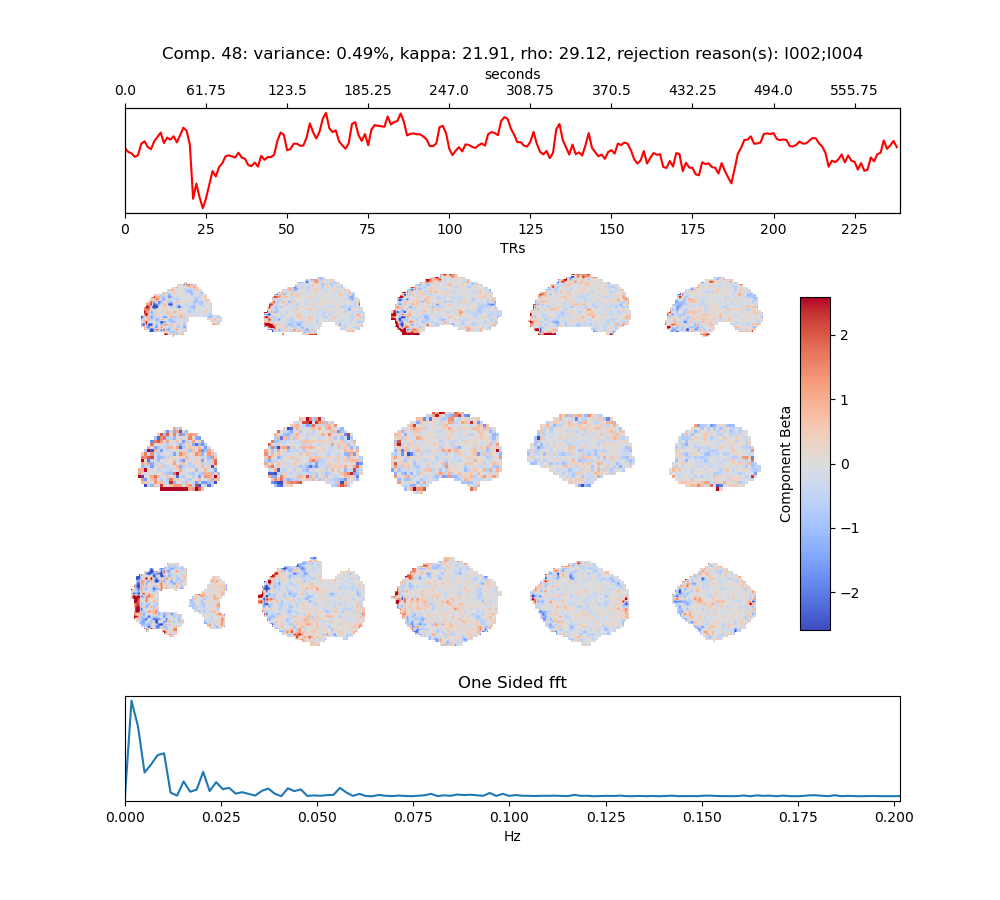 Comp. 48: variance: 0.49%, kappa: 21.91, rho: 29.12, rejection reason(s): I002;I004
seconds
0.0 61.75 123.5 185.25 247.0 308.75 370.5 432.25 494.0 555.75
0 25 50 75 100 125 150 175 200 225
TRs
2
1
0
−1
−2
Component Beta
One Sided fft
0.000 0.025 0.050 0.075 0.100 0.125 0.150 0.175 0.200
Hz